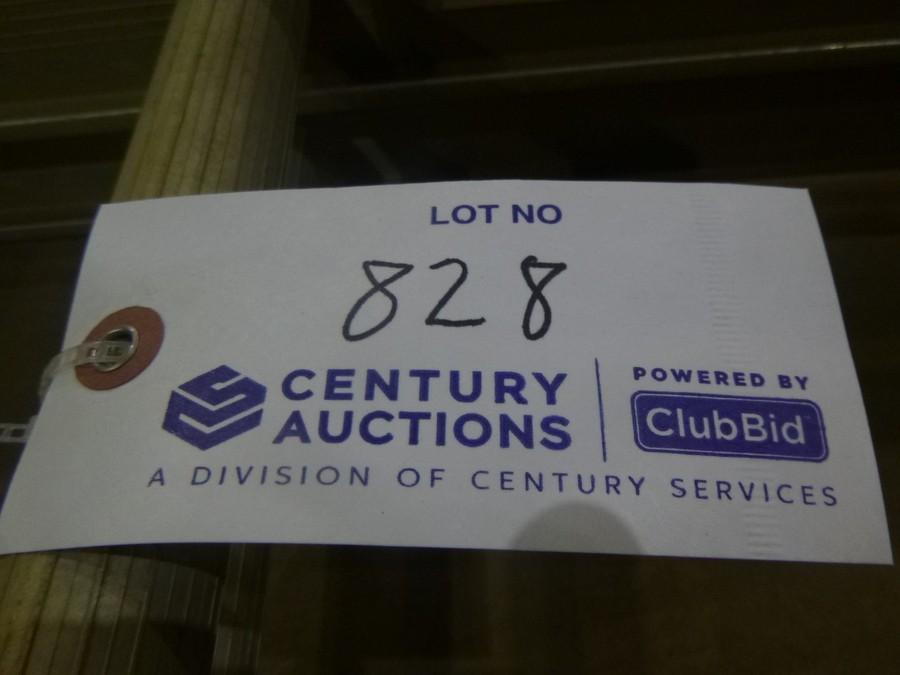 LOT NO
828
CENTURY
AUCTIONS
POWERED BY
ClubBid
A DIVISION OF CENTURY SERVICES